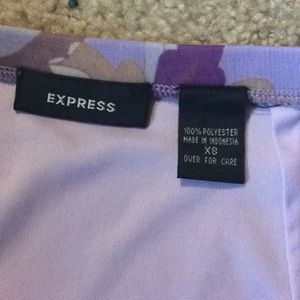 EXPRESS
100% POLYESTER
MADE IN INDONESIA
XS
OVER FOR CARE